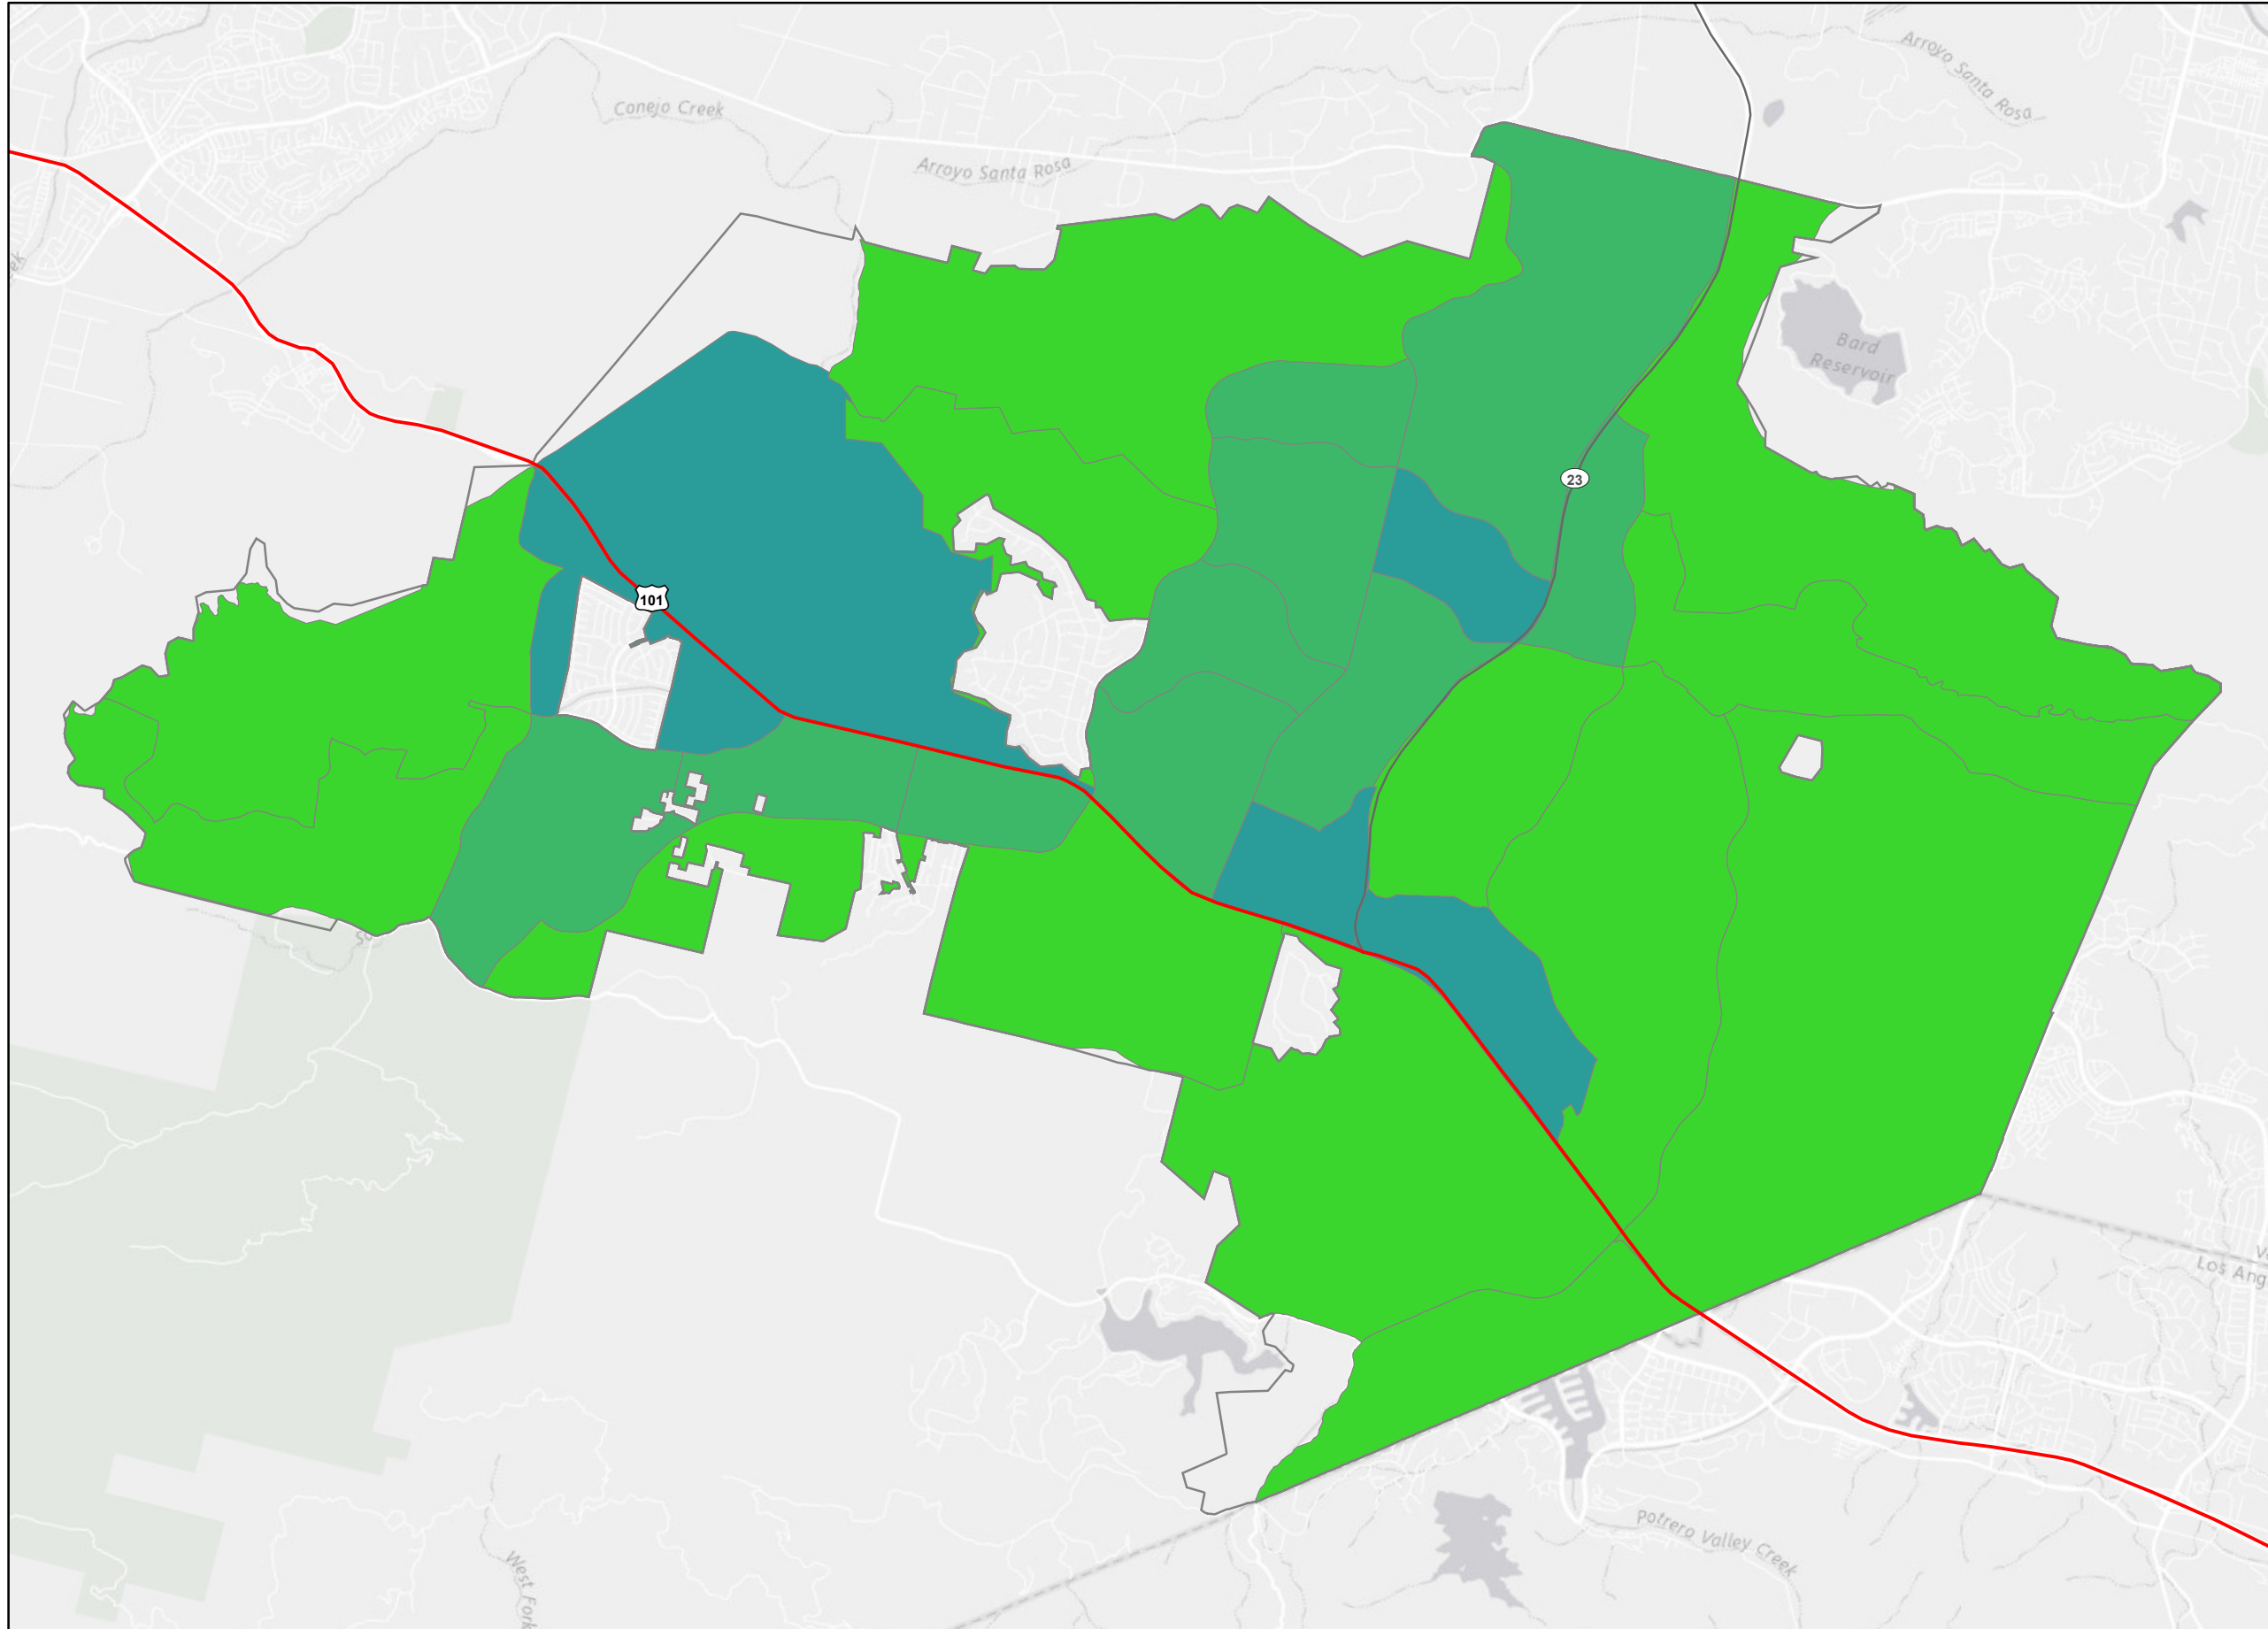 Arroyo Santa Rosa
Conejo Creek
Arroyo Santa Rosa
Bard
Reservoir
23
101
Los Ang
Potrero Valley Creek
West Fork